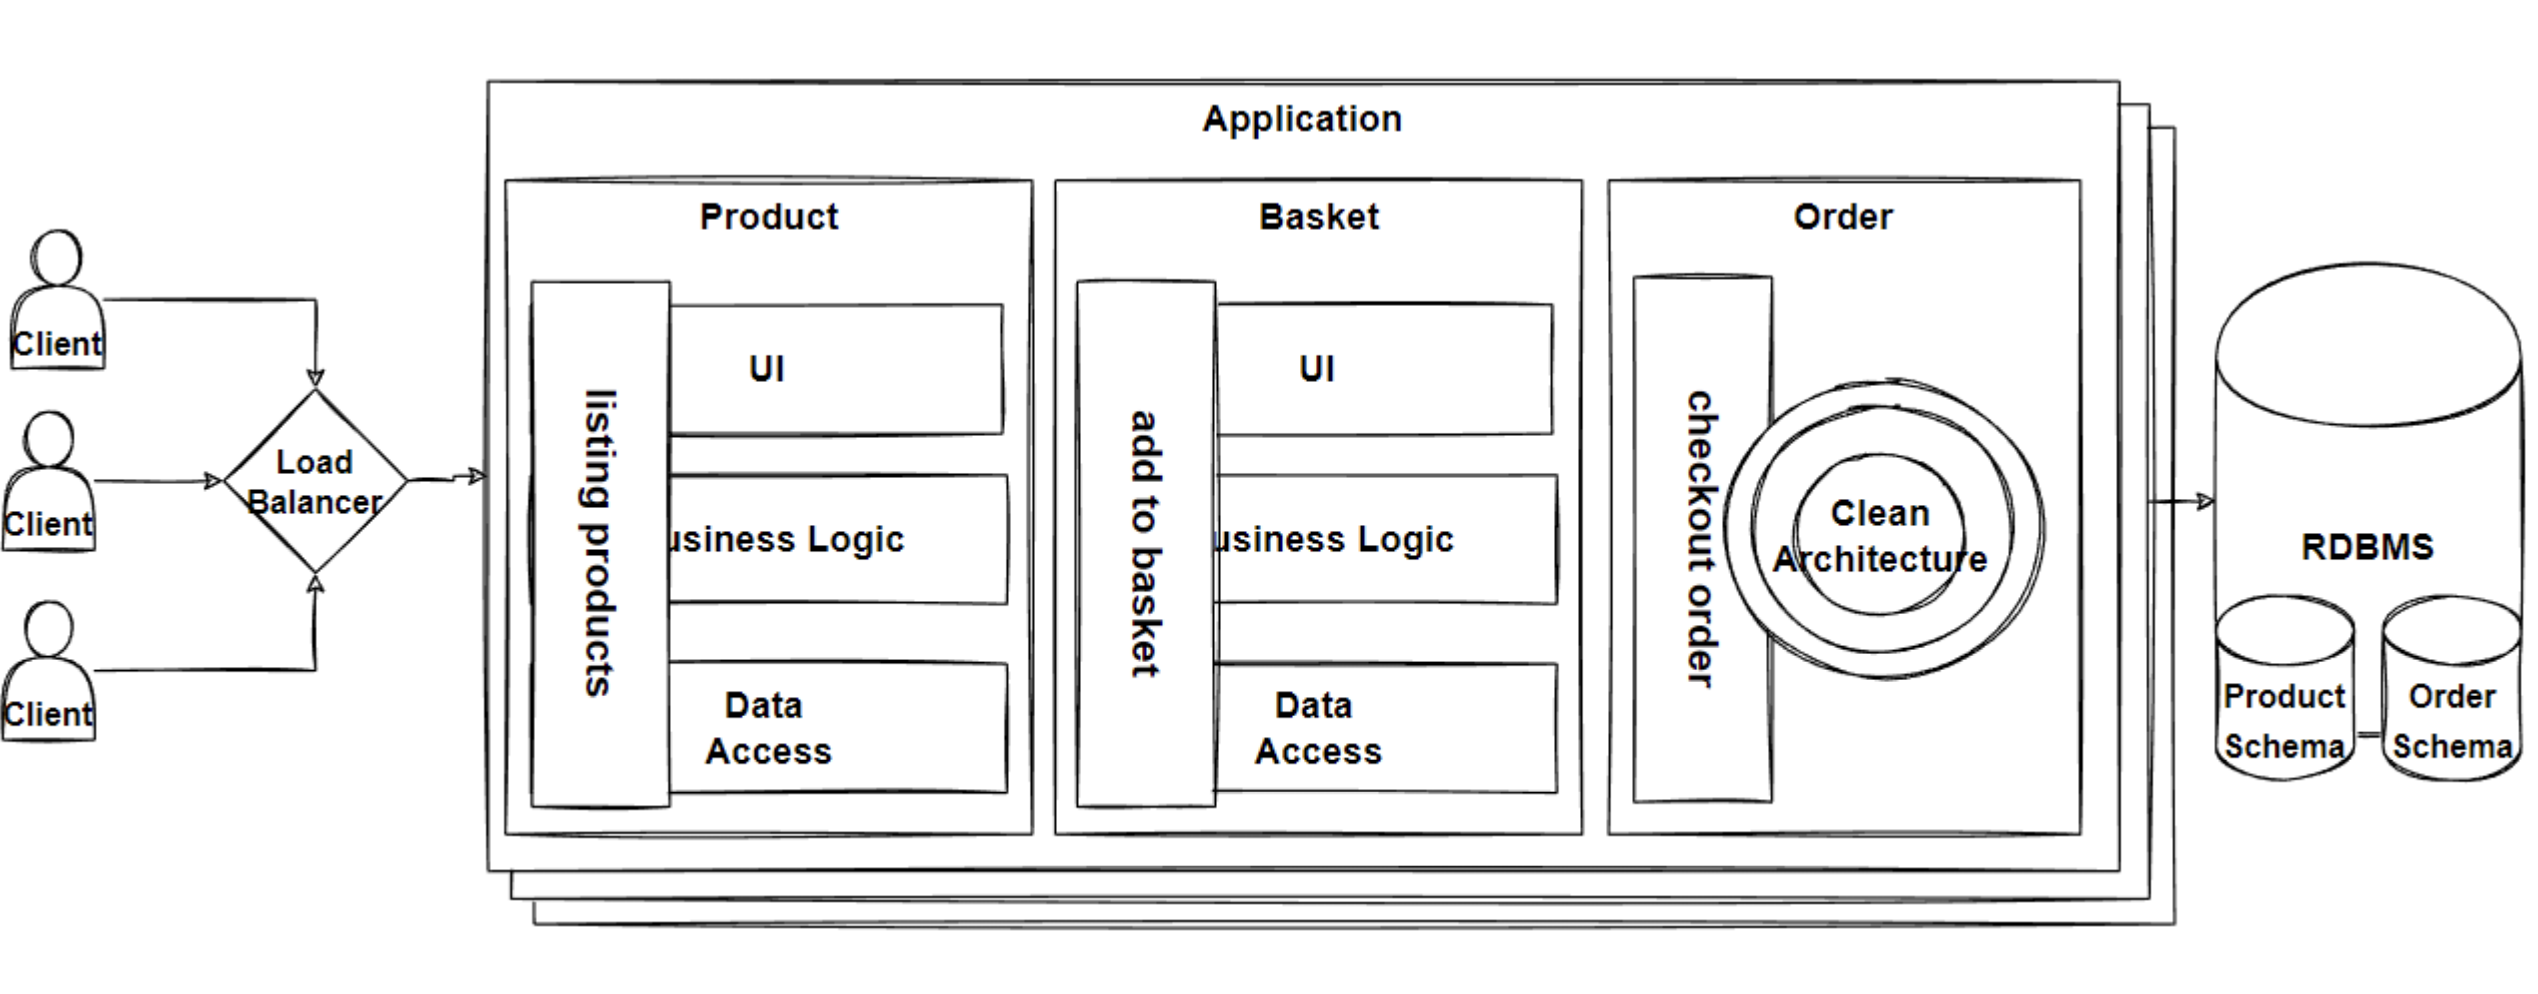 Application
Product
Basket
Order
Client
Client
Client
Load
Balancer
listing products
UI
usiness Logic
Data
Access
add to basket
UI
usiness Logic
Data
Access
checkout order
Clean
Architecture
RDBMS
Product
Schema
Order
Schema